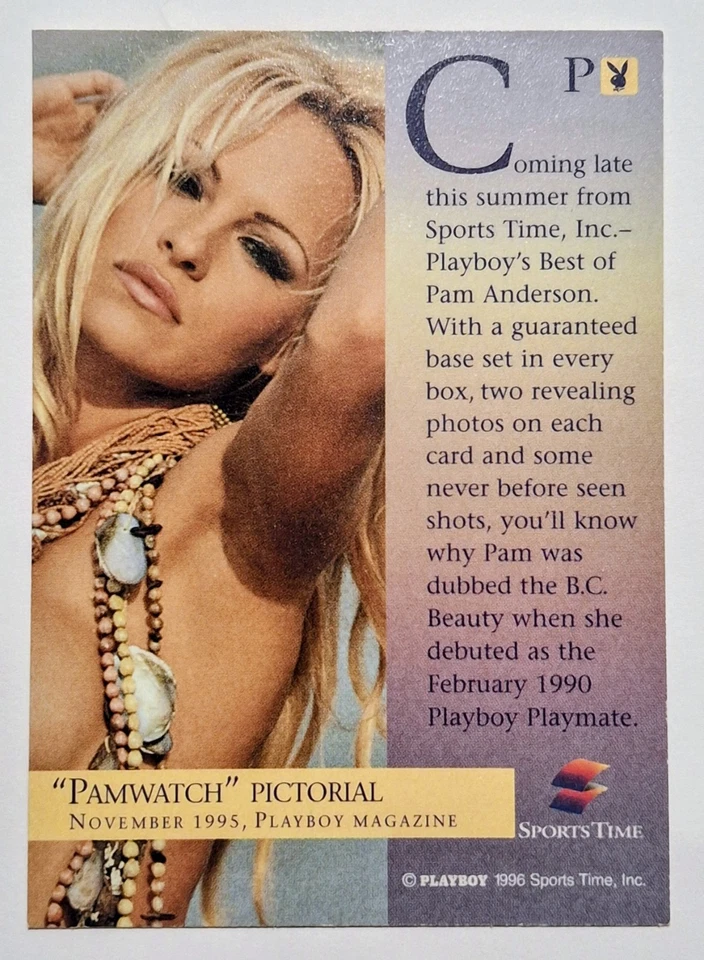 P
Coming late
this summer from
Sports Time, Inc.–
Playboy's Best of
Pam Anderson.
With a guaranteed
base set in every
box, two revealing
photos on each
card and some
never before seen
shots, you'll know
why Pam was
dubbed the B.C.
Beauty when she
debuted as the
February 1990
Playboy Playmate.
"PAMWATCH" PICTORIAL
NOVEMBER 1995, PLAYBOY MAGAZINE
SPORTS TIME
© PLAYBOY 1996 Sports Time, Inc.